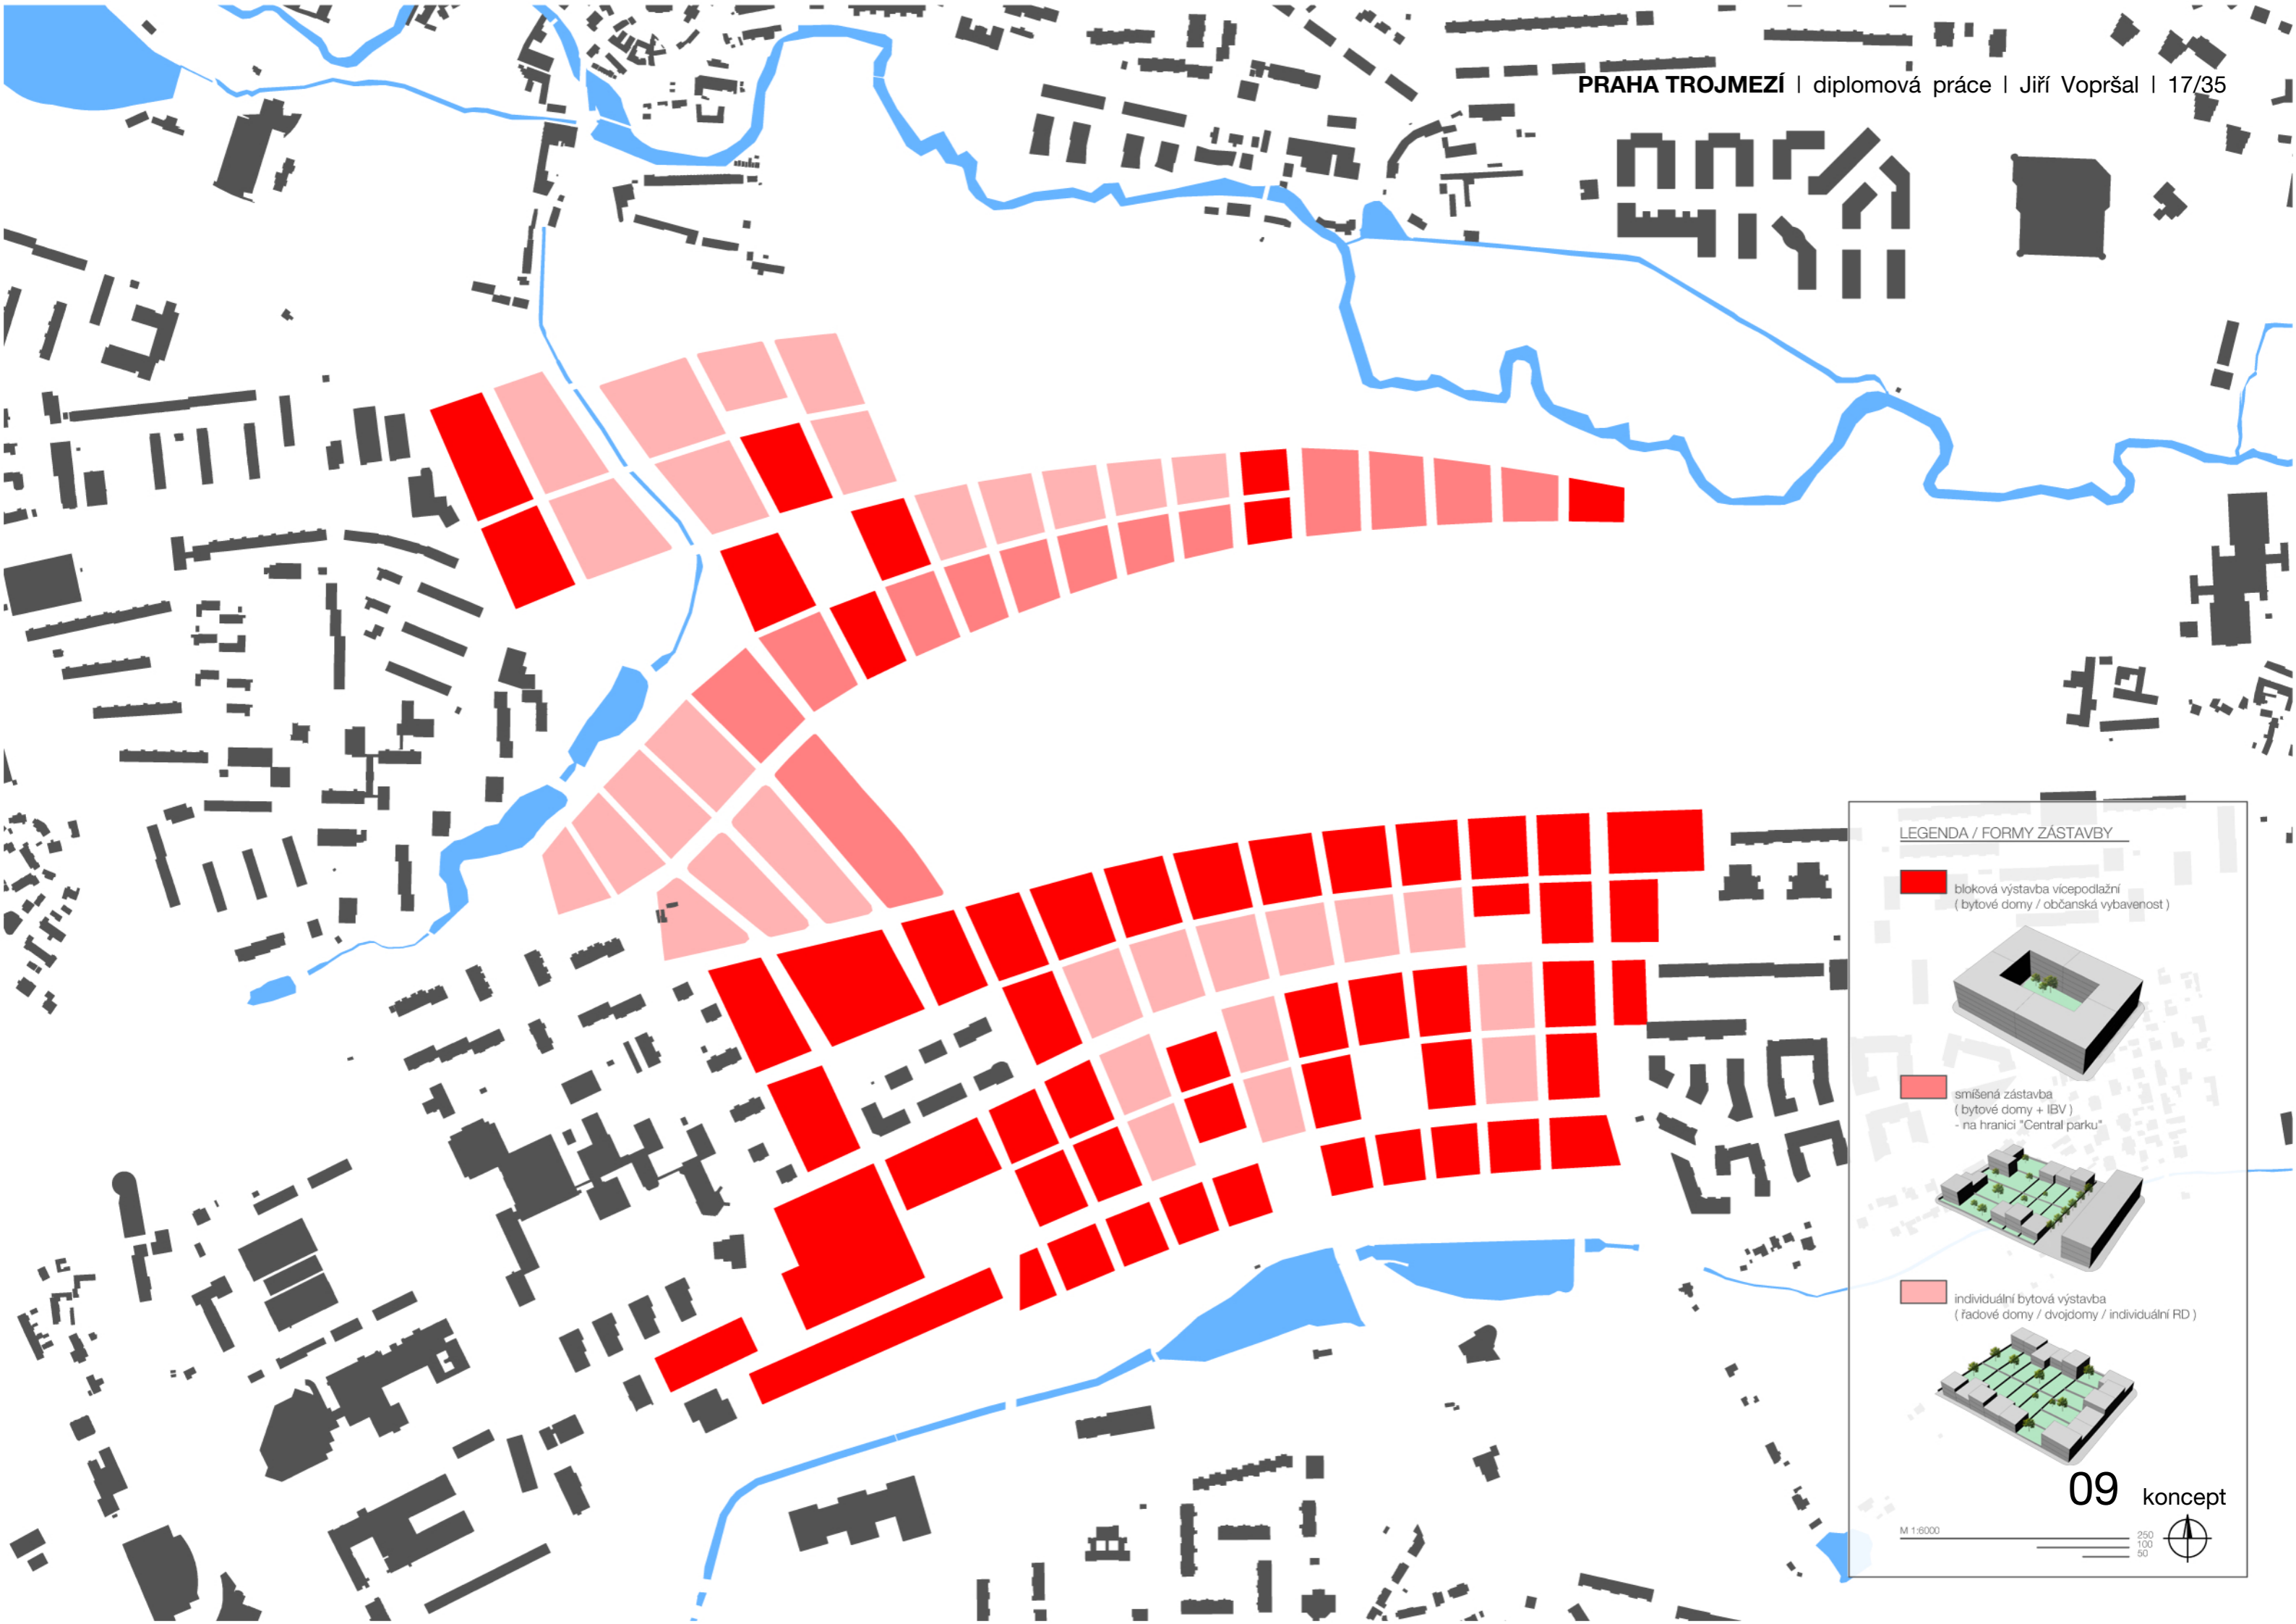 PRAHA TROJMEZÍ | diplomová práce | Jiří Vopršal | 17/35
LEGENDA / FORMY ZÁSTAVBY
bloková výstavba vícepodlažní
( bytové domy / občanská vybavenost )
smíšená zástavba
( bytové domy + IBV )
- na hranici "Central parku"
individuální bytová výstavba
( řadové domy / dvojdomy / individuální RD )
09 koncept
M 1:6000
250
100
50